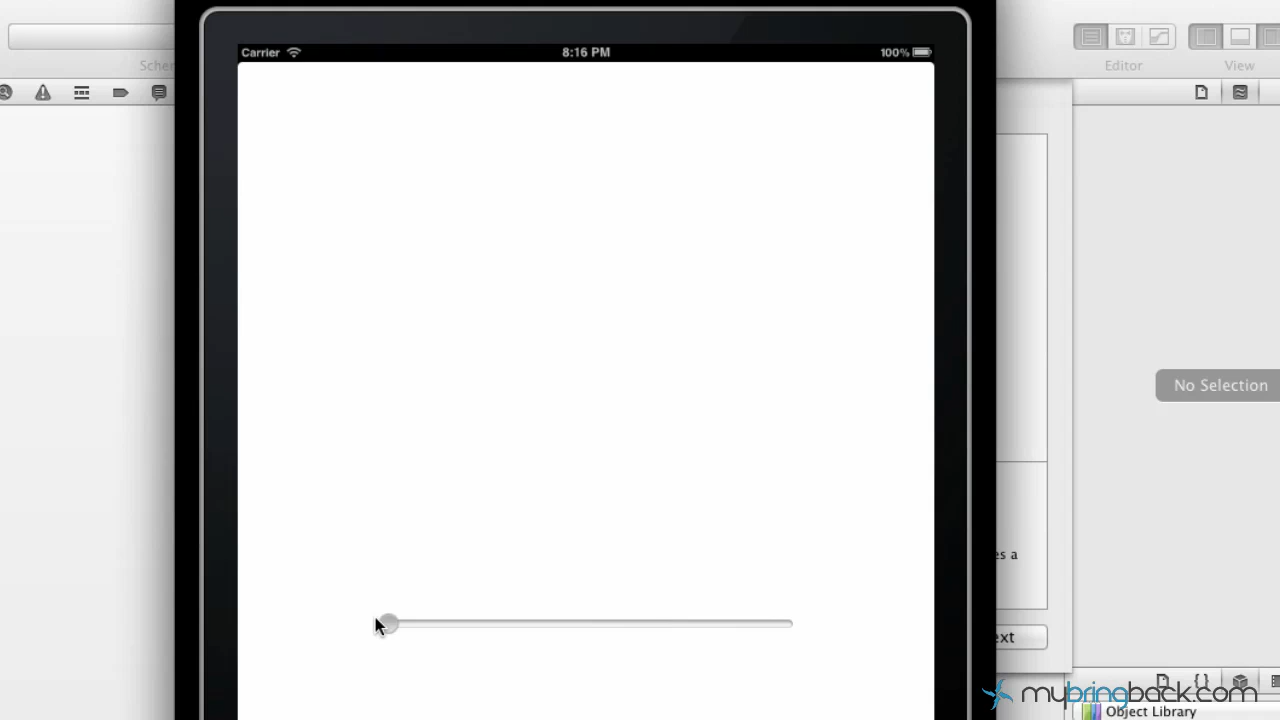 Carrier
8:16 PM
100%
Editor
View
No Selection
es a
ext
mybringback.com
Object Library